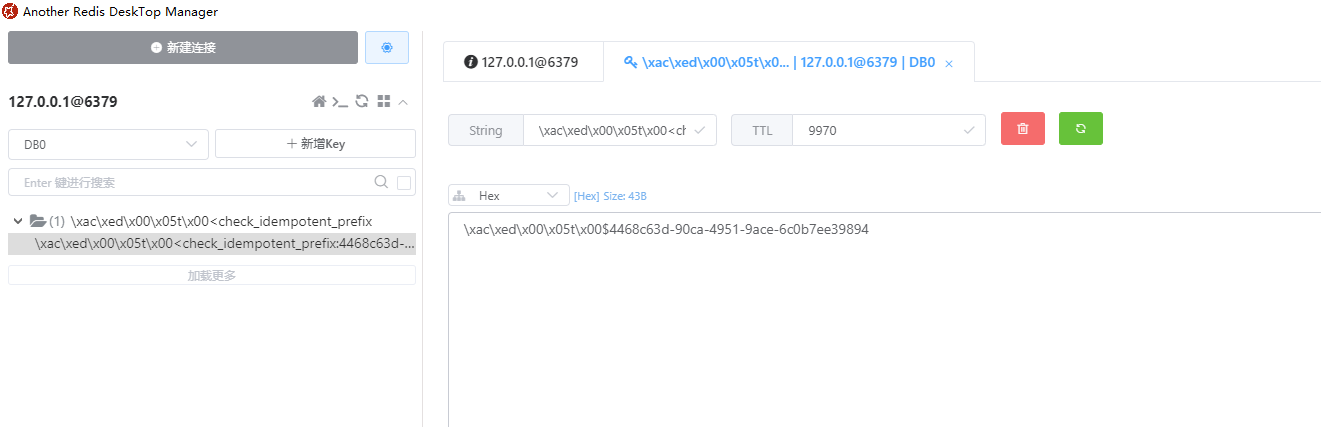 Another Redis DeskTop Manager
新建连接
127.0.0.1@6379
\xac\xed\x00\x05t\x0... | 127.0.0.1@6379 | DB0
127.0.0.1@6379
String
\xac\xed\x00\x05t\x00<ch
TTL
9970
DB0
新增Key
Enter 键进行搜索
Hex
[Hex] Size: 43B
(1) \xac\xed\x00\x05t\x00<check_idempotent_prefix
\xac\xed\x00\x05t\x00$4468c63d-90ca-4951-9ace-6c0b7ee39894
\xac\xed\x00\x05t\x00<check_idempotent_prefix:4468c63d-...
加载更多